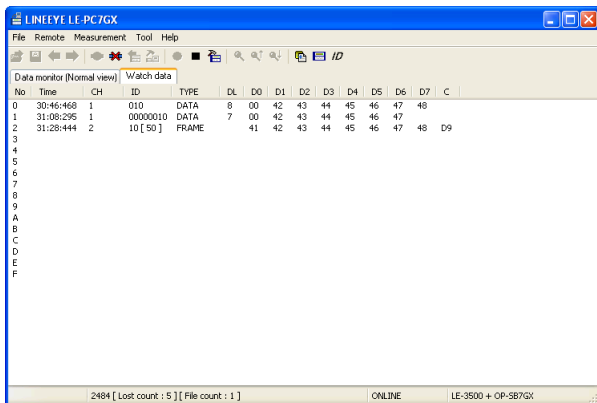 LINEEYE LE-PC7GX
File Remote Measurement Tool Help
ID
Data monitor (Normal view) Watch data
No Time CH ID TYPE DL D0 D1 D2 D3 D4 D5 D6 D7 C
0 30:46:468 1 010 DATA 8 00 42 43 44 45 46 47 48
1 31:08:295 1 00000010 DATA 7 00 42 43 44 45 46 47
2 31:28:444 2 10 [ 50 ] FRAME 41 42 43 44 45 46 47 48 D9
3
4
5
6
7
8
9
A
B
C
D
E
F
2484 [ Lost count : 5 ] [ File count : 1 ] ONLINE LE-3500 + OP-SB7GX